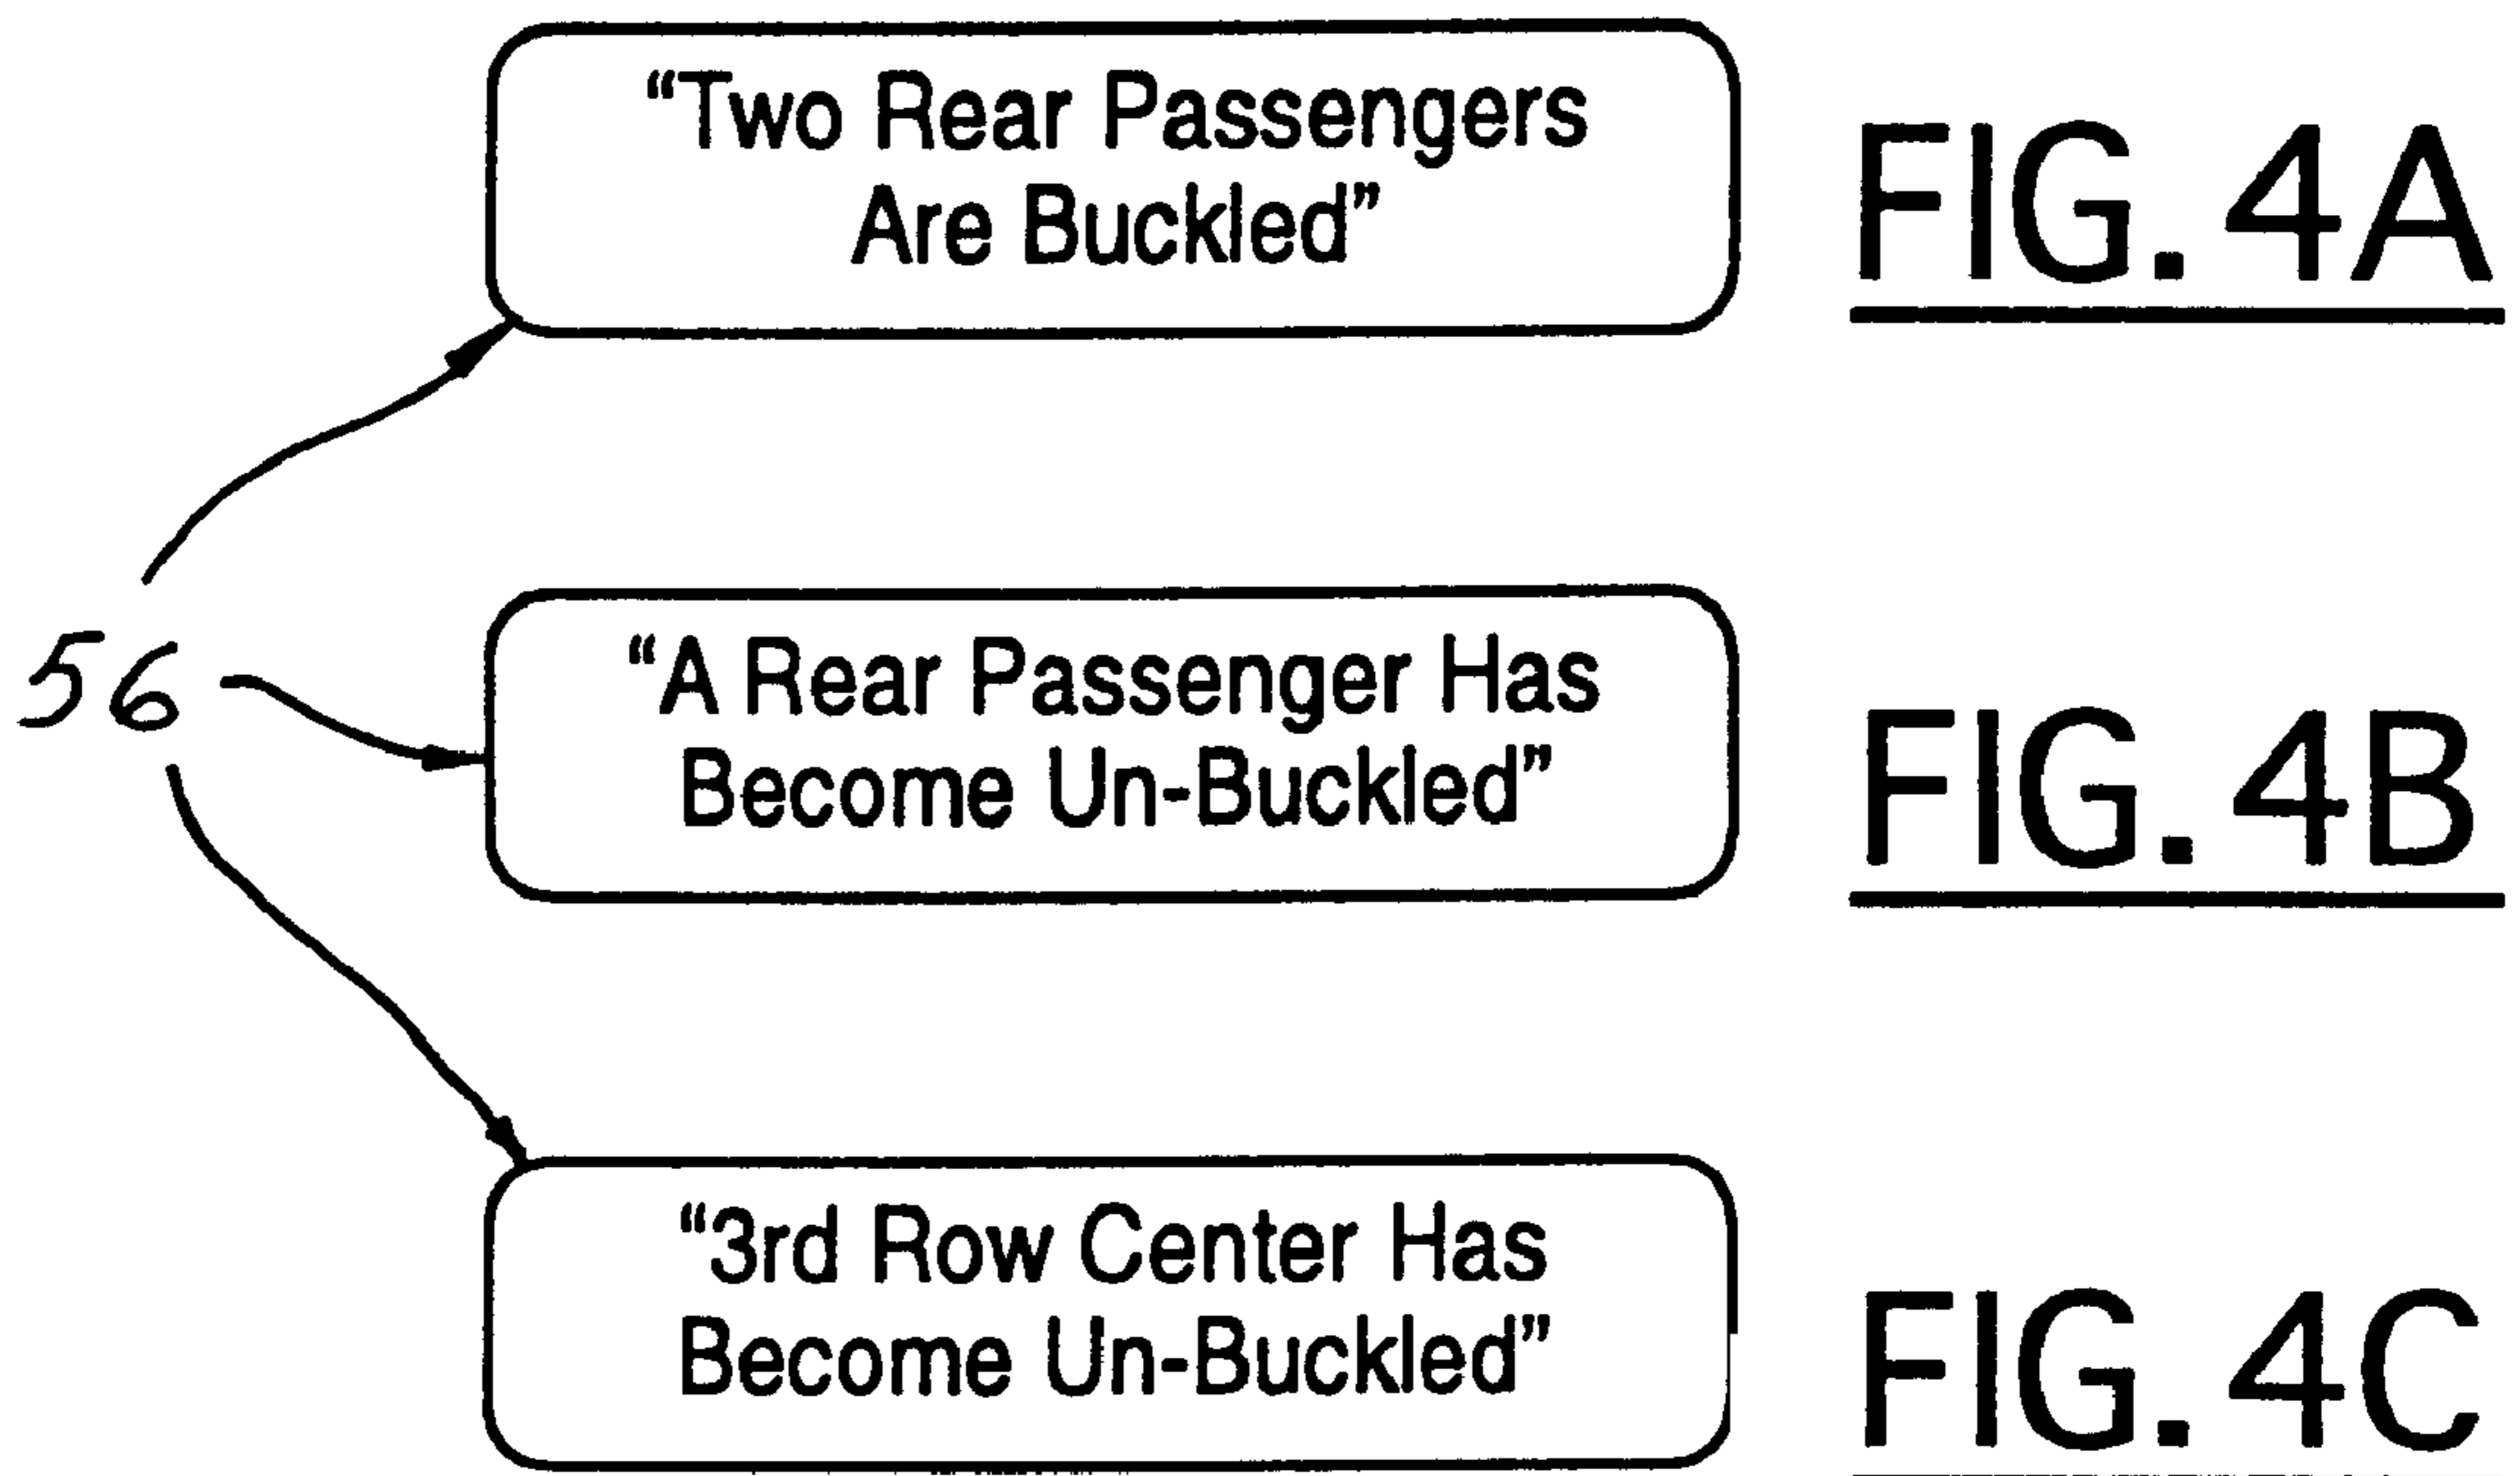 “Two Rear Passengers
Are Buckled”
FIG. 4A
56
“A Rear Passenger Has
Become Un-Buckled”
FIG. 4B
“3rd Row Center Has
Become Un-Buckled”
FIG. 4C